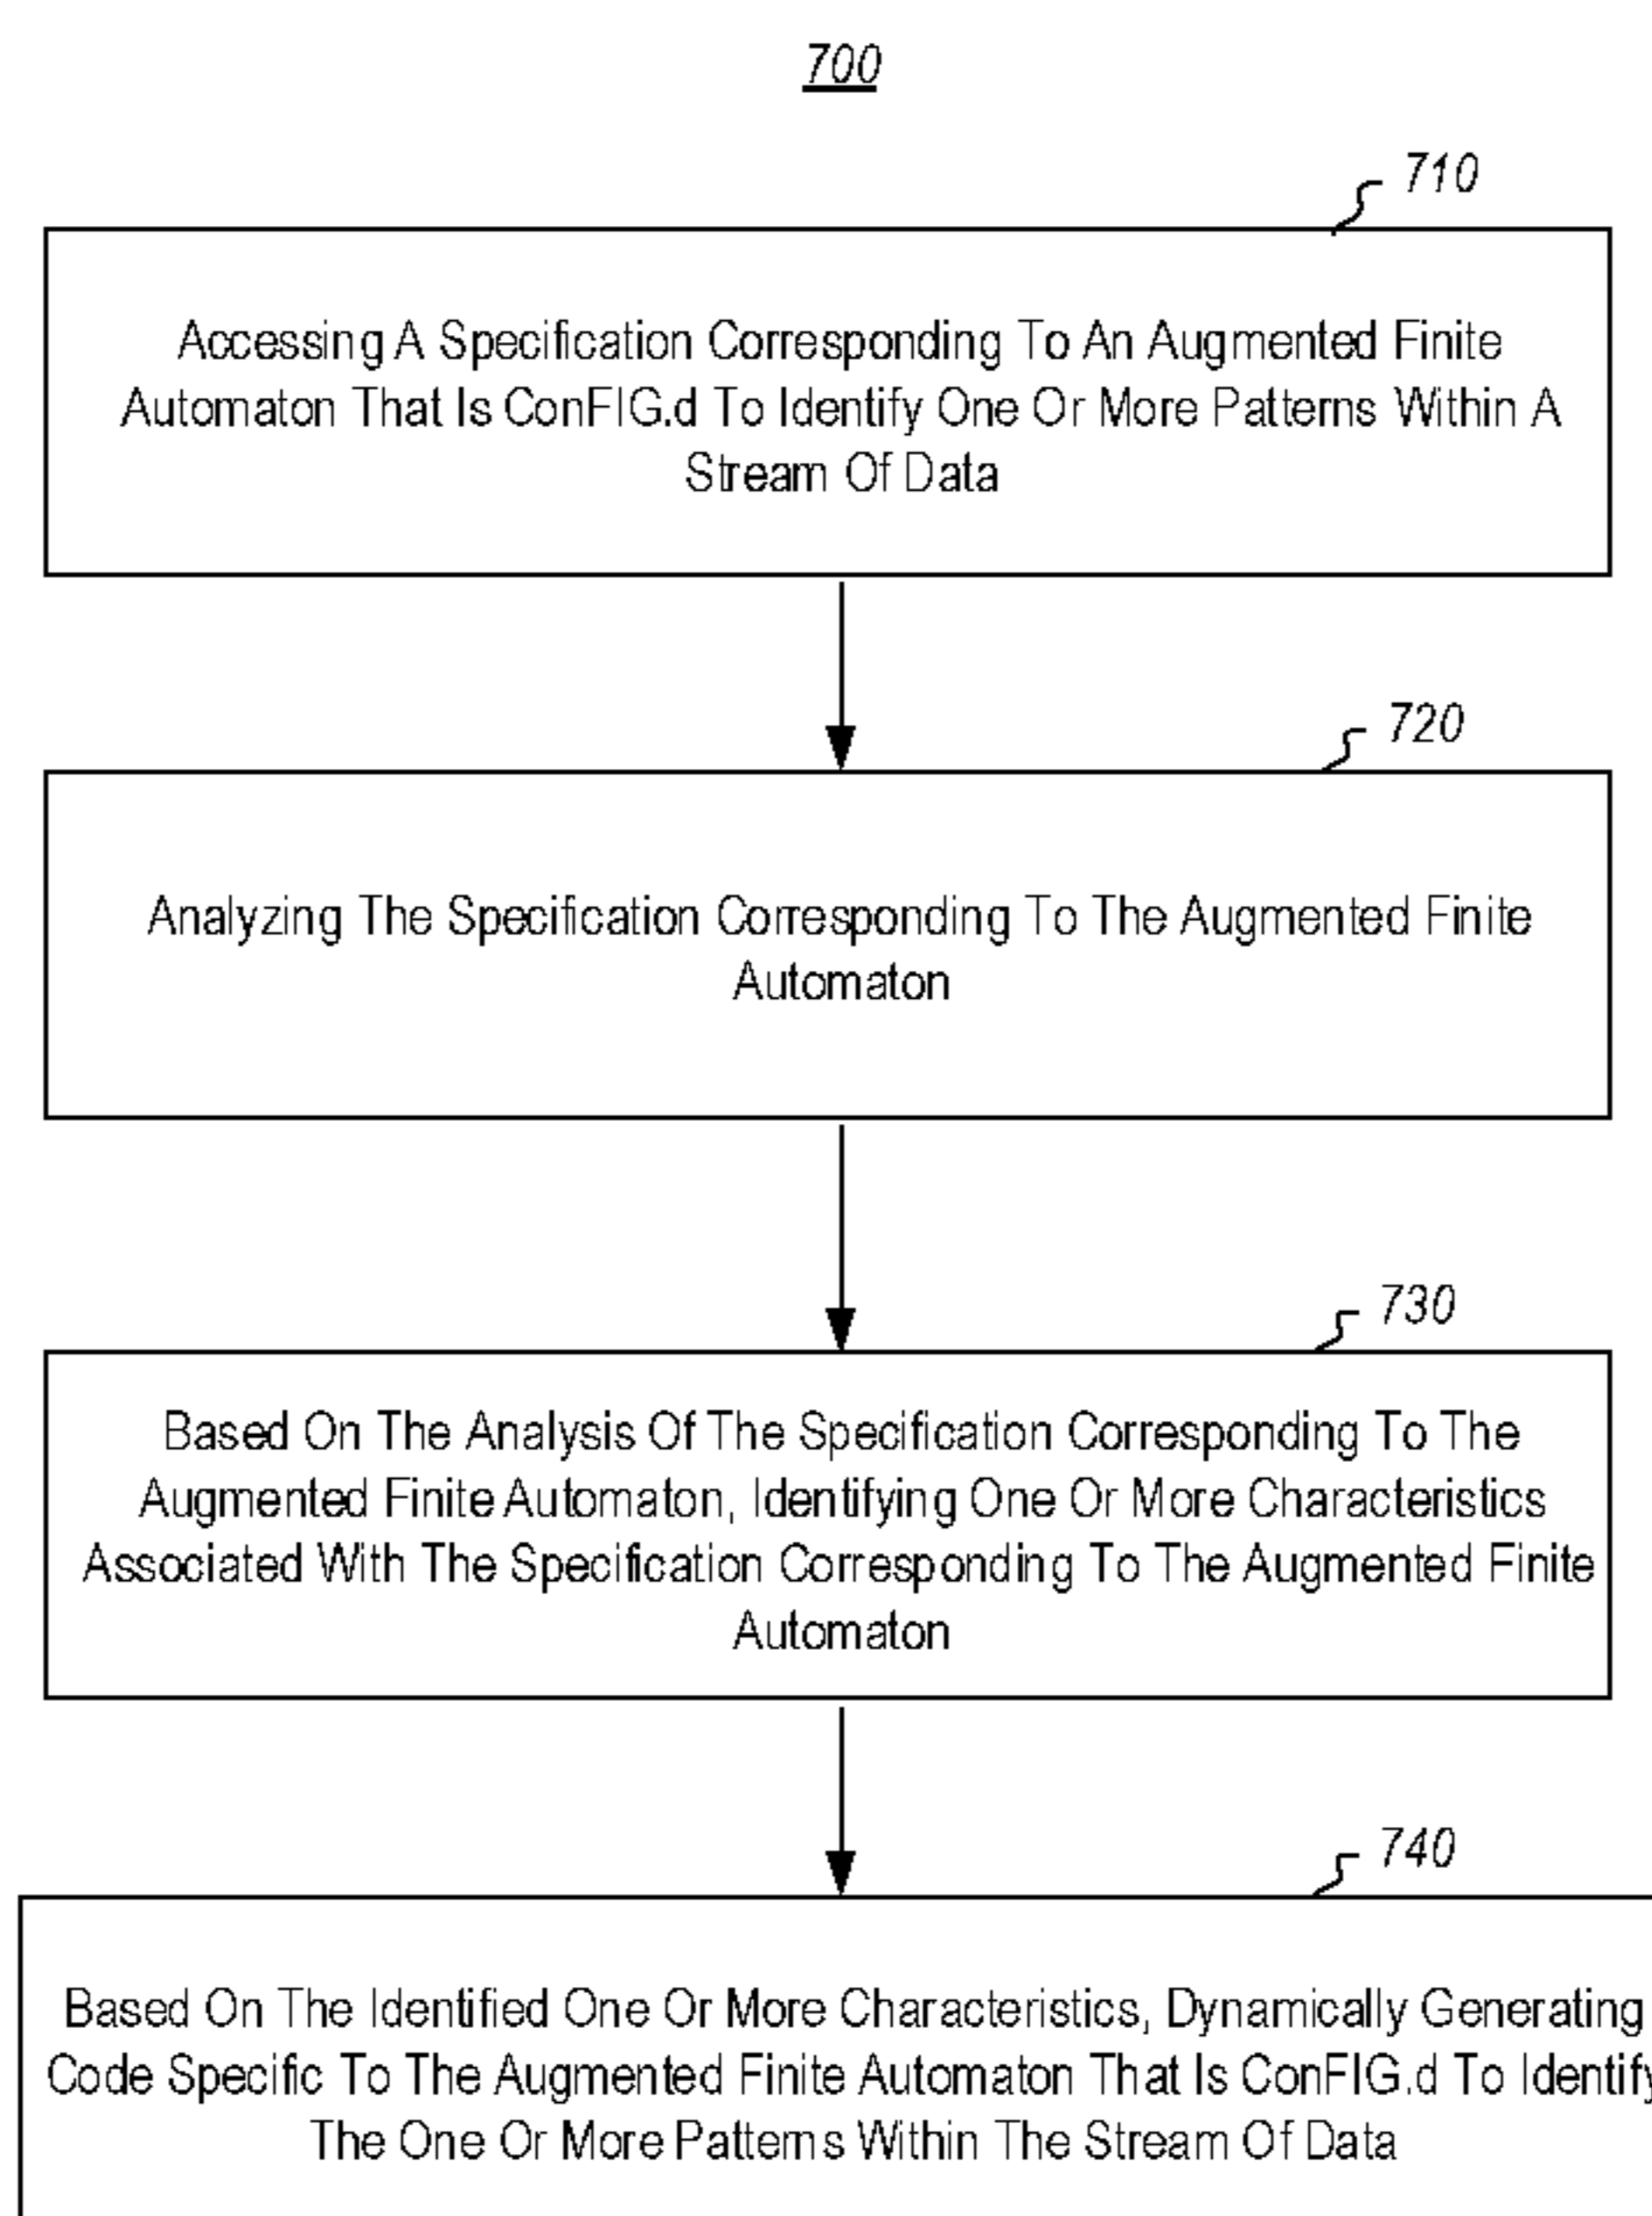 700
710
Accessing A Specification Corresponding To An Augmented Finite
Automaton That Is ConFIG.d To Identify One Or More Patterns Within A
Stream Of Data
720
Analyzing The Specification Corresponding To The Augmented Finite
Automaton
730
Based On The Analysis Of The Specification Corresponding To The
Augmented Finite Automaton, Identifying One Or More Characteristics
Associated With The Specification Corresponding To The Augmented Finite
Automaton
740
Based On The Identified One Or More Characteristics, Dynamically Generating
Code Specific To The Augmented Finite Automaton That Is ConFIG.d To Identify
The One Or More Patterns Within The Stream Of Data